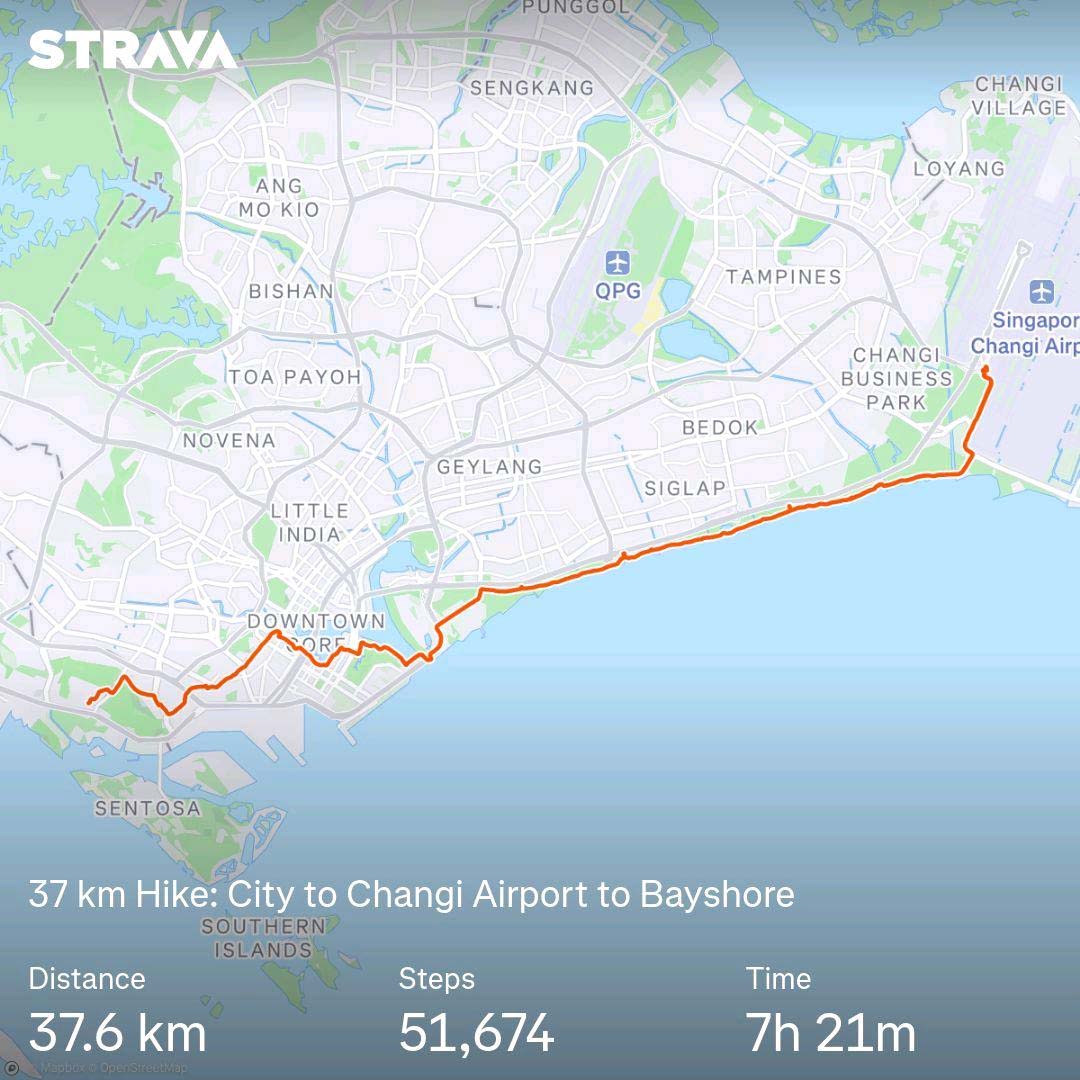 PUNGGOL
STRAVA
SENGKANG
CHANGI
VILLAGE
LOYANG
ANG
MO KIO
TAMPINES
BISHAN
QPG
Singapor
Changi Airp
CHANGI
BUSINESS
PARK
TOA PAYOH
NOVENA
BEDOK
GEYLANG
SIGLAP
LITTLE
INDIA
DOWNTOWN
CORE
SENTOSA
37 km Hike: City to Changi Airport to Bayshore
SOUTHERN
ISLANDS
Distance
Steps
Time
37.6 km
51,674
7h 21m
Mapbox © OpenStreetMap